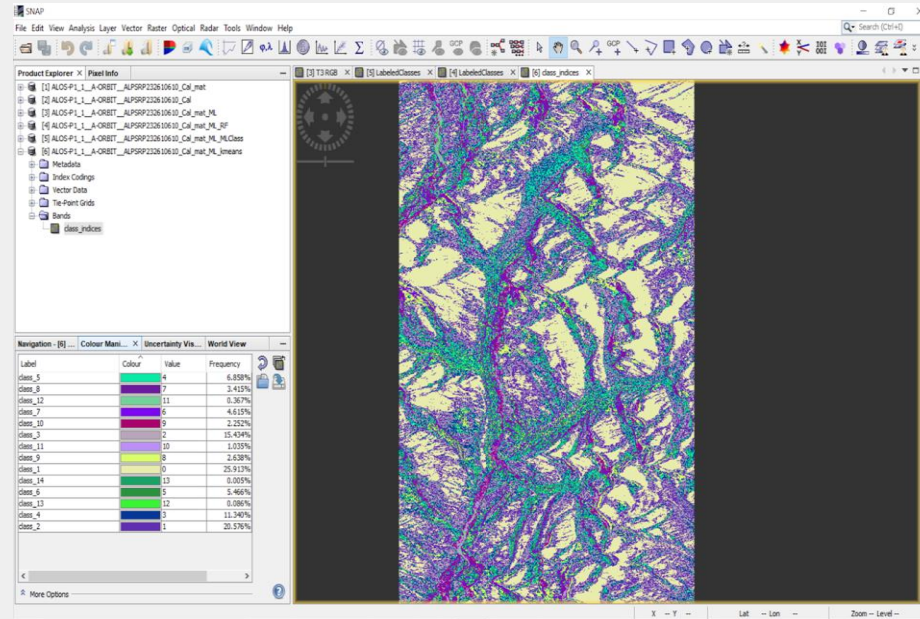 SNAP
File Edit View Analysis Layer Vector Raster Optical Radar Tools Window Help
Search (Ctrl+I)
φ,λ Σ GCP GCP
Product Explorer × Pixel Info
[3] T3 RGB × [5] LabeledClasses × [4] LabeledClasses × [6] class_indices ×
[1] ALOS-P1_1__A-ORBIT__ALPSRP232610610_Cal_mat
[2] ALOS-P1_1__A-ORBIT__ALPSRP232610610_Cal
[3] ALOS-P1_1__A-ORBIT__ALPSRP232610610_Cal_mat_ML
[4] ALOS-P1_1__A-ORBIT__ALPSRP232610610_Cal_mat_ML_RF
[5] ALOS-P1_1__A-ORBIT__ALPSRP232610610_Cal_mat_ML_MLClass
[6] ALOS-P1_1__A-ORBIT__ALPSRP232610610_Cal_mat_ML_kmeans
Metadata
Index Codings
Vector Data
Tie-Point Grids
Bands
class_indices
Navigation - [6] ... Colour Mani... × Uncertainty Vis... World View
Label Colour Value Frequency
class_5 4 6.858%
class_8 7 3.415%
class_12 11 0.367%
class_7 6 4.615%
class_10 9 2.252%
class_3 2 15.434%
class_11 10 1.035%
class_9 8 2.638%
class_1 0 25.913%
class_14 13 0.005%
class_6 5 5.466%
class_13 12 0.086%
class_4 3 11.340%
class_2 1 20.576%
More Options
X -- Y -- Lat -- Lon -- Zoom -- Level --